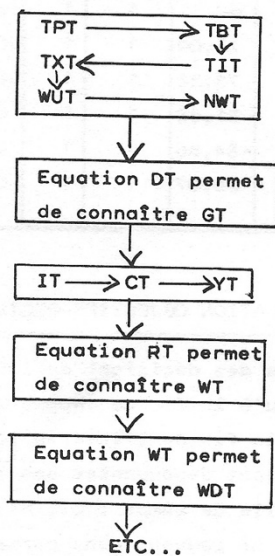 TPT TBT
TXT TIT
WUT NWT
Equation DT permet
de connaître GT
IT CT YT
Equation RT permet
de connaître WT
Equation WT permet
de connaître WDT
ETC...